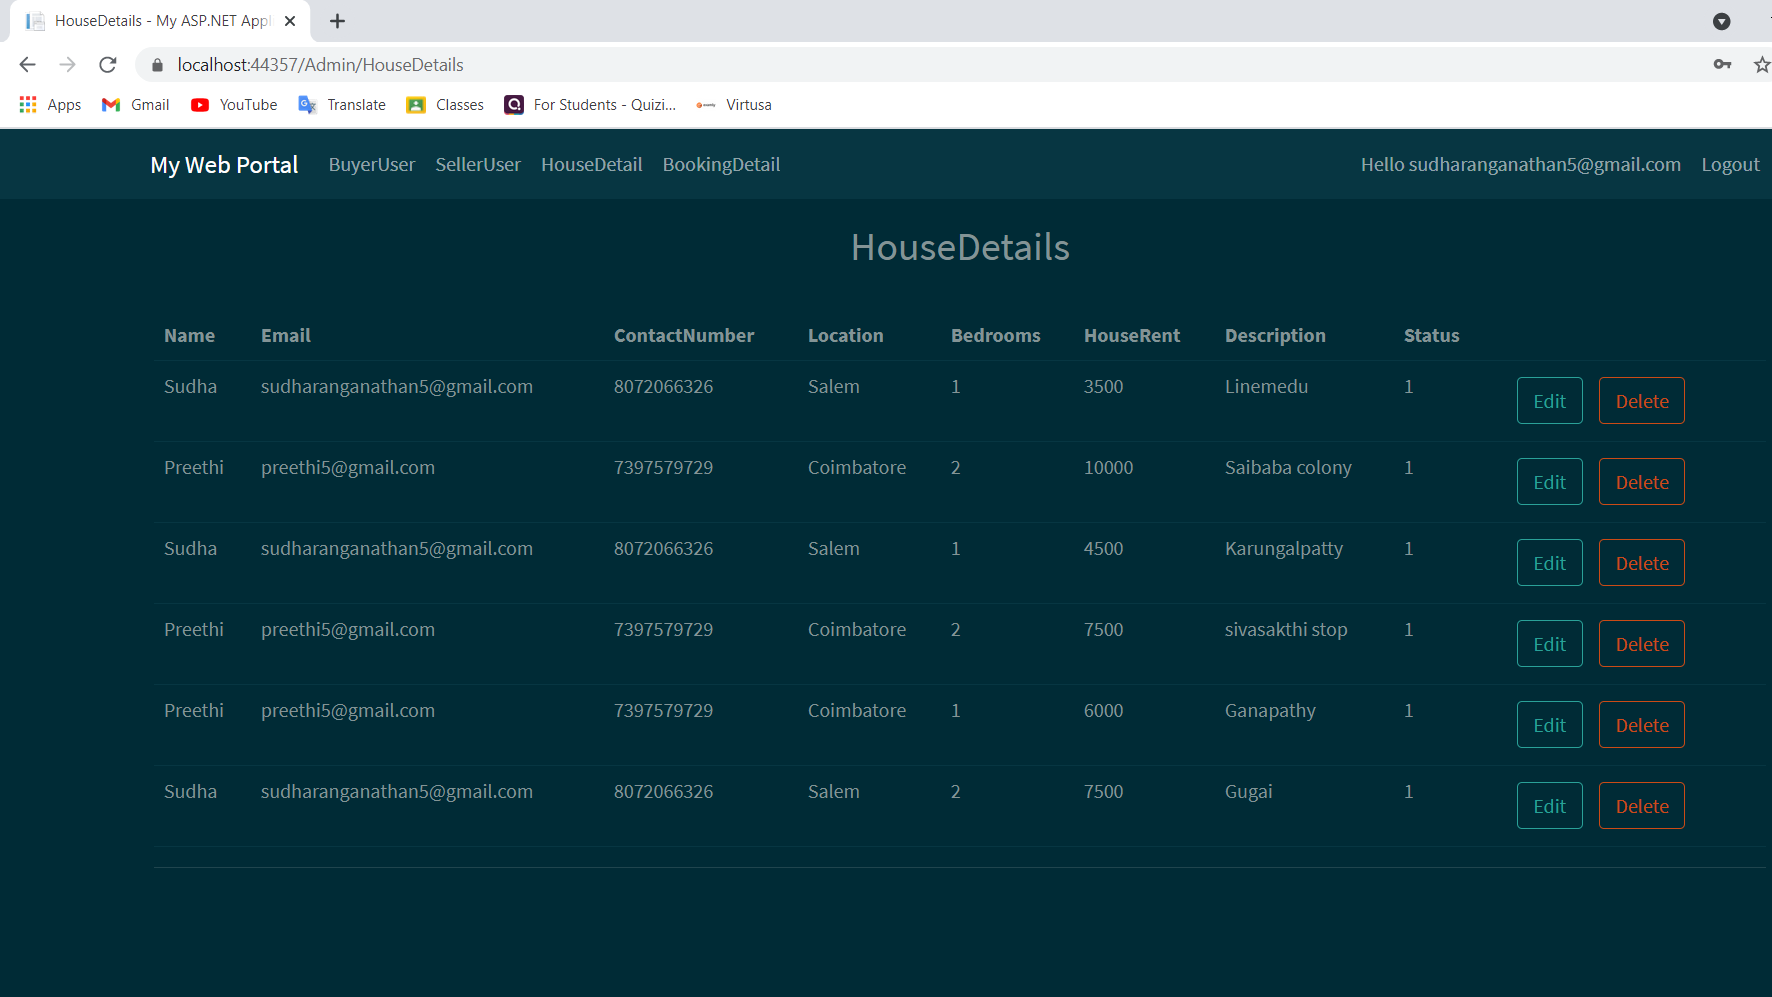 HouseDetails - My ASP.NET Appl
localhost:44357/Admin/HouseDetails
Apps Gmail YouTube Translate Classes For Students - Quizi... Virtusa
My Web Portal BuyerUser SellerUser HouseDetail BookingDetail Hello sudharanganathan5@gmail.com Logout
HouseDetails
Name Email ContactNumber Location Bedrooms HouseRent Description Status
Sudha sudharanganathan5@gmail.com 8072066326 Salem 1 3500 Linemedu 1 Edit Delete
Preethi preethi5@gmail.com 7397579729 Coimbatore 2 10000 Saibaba colony 1 Edit Delete
Sudha sudharanganathan5@gmail.com 8072066326 Salem 1 4500 Karungalpatty 1 Edit Delete
Preethi preethi5@gmail.com 7397579729 Coimbatore 2 7500 sivasakthi stop 1 Edit Delete
Preethi preethi5@gmail.com 7397579729 Coimbatore 1 6000 Ganapathy 1 Edit Delete
Sudha sudharanganathan5@gmail.com 8072066326 Salem 2 7500 Gugai 1 Edit Delete